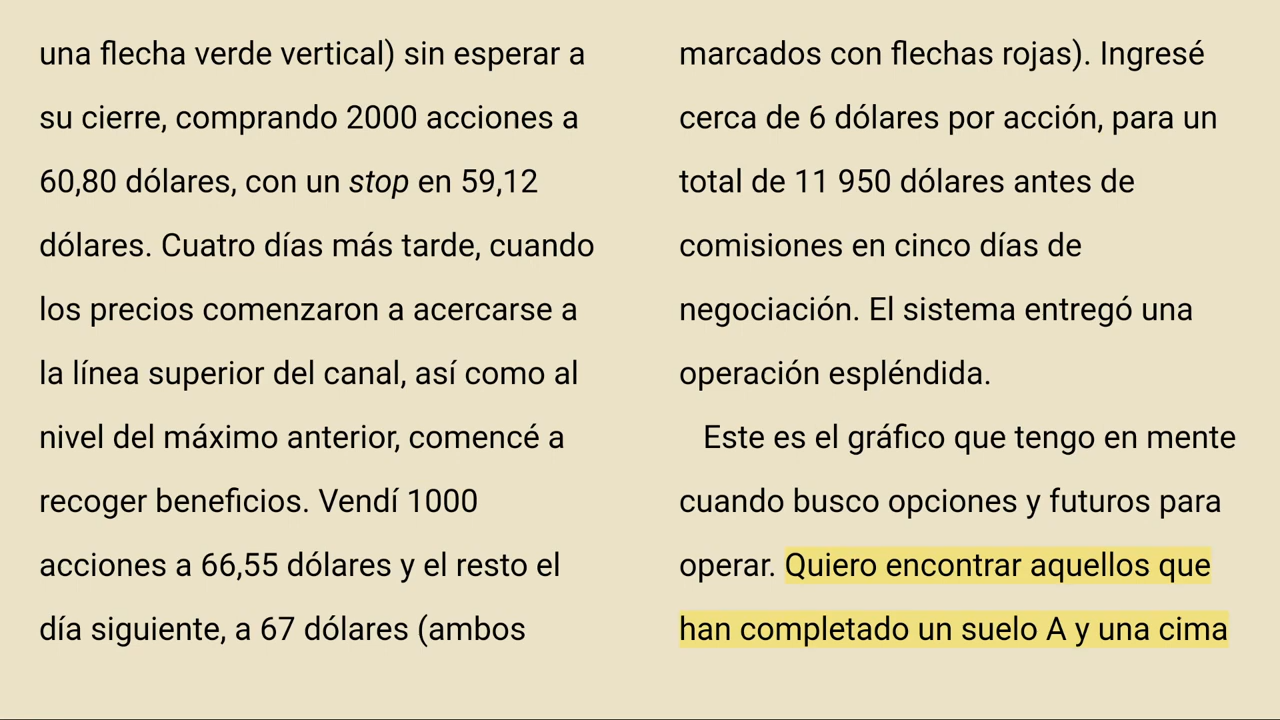 una flecha verde vertical) sin esperar a
su cierre, comprando 2000 acciones a
60,80 dólares, con un stop en 59,12
dólares. Cuatro días más tarde, cuando
los precios comenzaron a acercarse a
la línea superior del canal, así como al
nivel del máximo anterior, comencé a
recoger beneficios. Vendí 1000
acciones a 66,55 dólares y el resto el
día siguiente, a 67 dólares (ambos
marcados con flechas rojas). Ingresé
cerca de 6 dólares por acción, para un
total de 11 950 dólares antes de
comisiones en cinco días de
negociación. El sistema entregó una
operación espléndida.
Este es el gráfico que tengo en mente
cuando busco opciones y futuros para
operar. Quiero encontrar aquellos que
han completado un suelo A y una cima